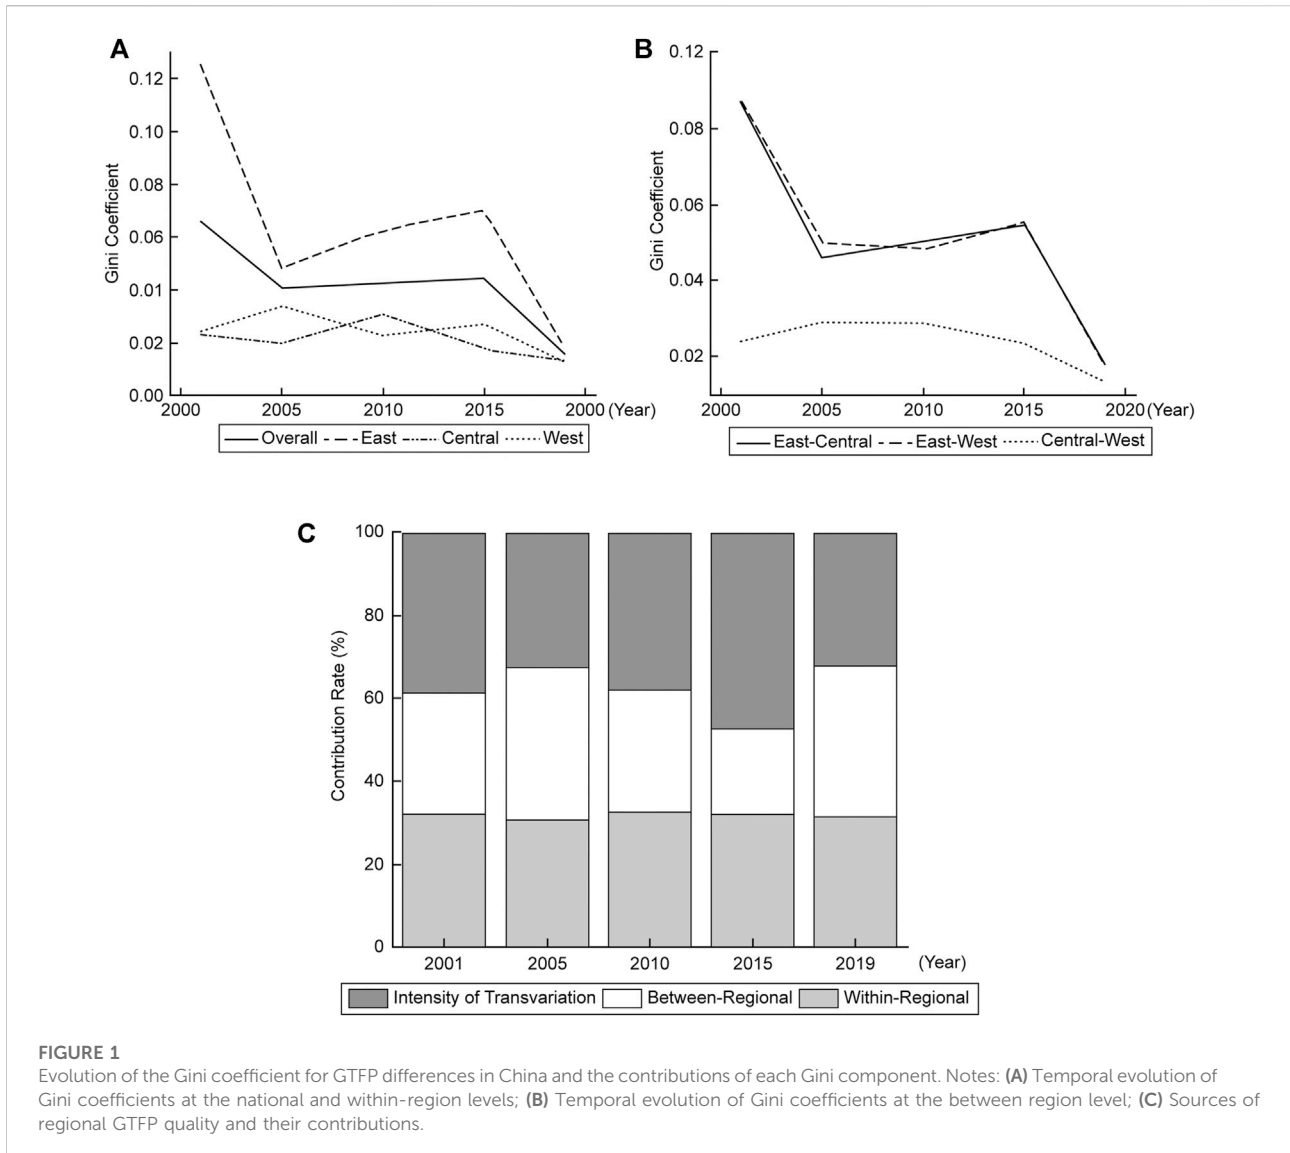 A
Gini Coefficient
0.12
0.10
0.08
0.06
0.01
0.02
0.00
2000 2005 2010 2015 2000 (Year)
Overall East Central West
B
Gini Coefficient
0.12
0.08
0.06
0.04
0.02
2000 2005 2010 2015 2020 (Year)
East-Central East-West Central-West
C
Contribution Rate (%)
100
80
60
40
20
0
2001 2005 2010 2015 2019 (Year)
Intensity of Transvariation Between-Regional Within-Regional
FIGURE 1
Evolution of the Gini coefficient for GTFP differences in China and the contributions of each Gini component. Notes: (A) Temporal evolution of
Gini coefficients at the national and within-region levels; (B) Temporal evolution of Gini coefficients at the between region level; (C) Sources of
regional GTFP quality and their contributions.